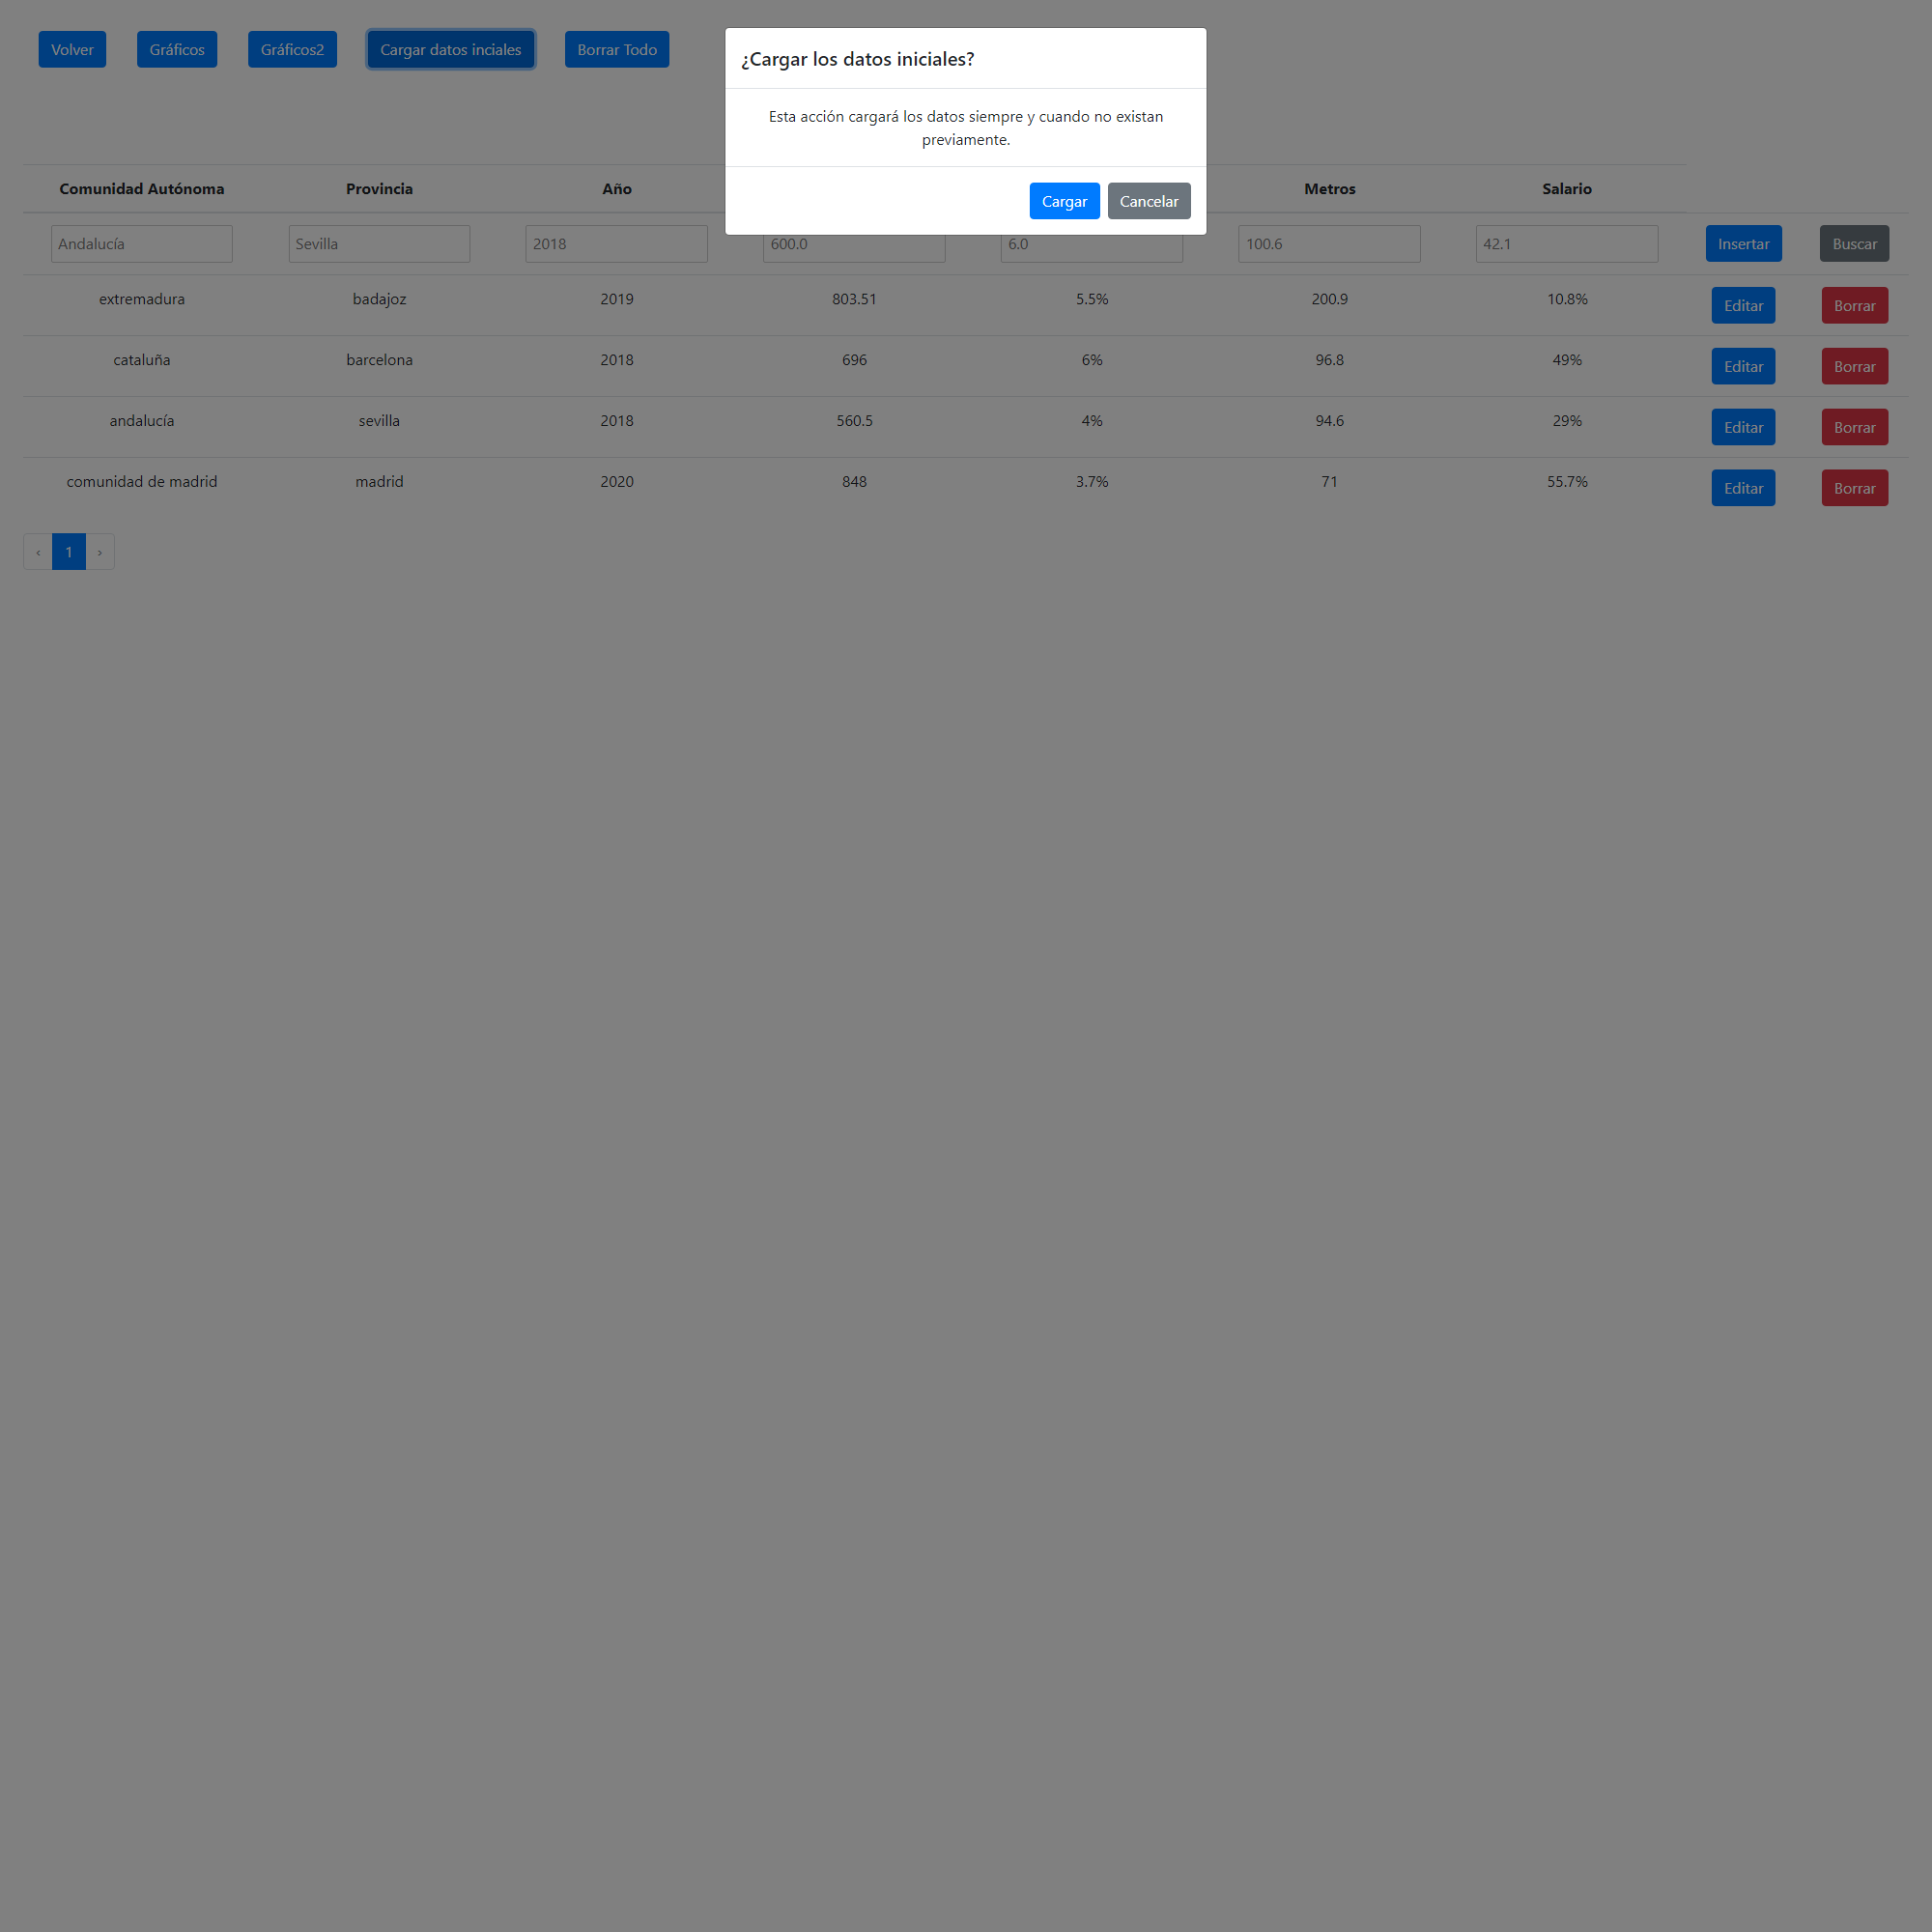 Volver Gráficos Gráficos2 Cargar datos inciales Borrar Todo
¿Cargar los datos iniciales?
Esta acción cargará los datos siempre y cuando no existan
previamente.
Cargar Cancelar
Comunidad Autónoma Provincia Año Metros Salario
Andalucía Sevilla 2018 600.0 6.0 100.6 42.1 Insertar Buscar
extremadura badajoz 2019 803.51 5.5% 200.9 10.8% Editar Borrar
cataluña barcelona 2018 696 6% 96.8 49% Editar Borrar
andalucía sevilla 2018 560.5 4% 94.6 29% Editar Borrar
comunidad de madrid madrid 2020 848 3.7% 71 55.7% Editar Borrar
‹ 1 ›